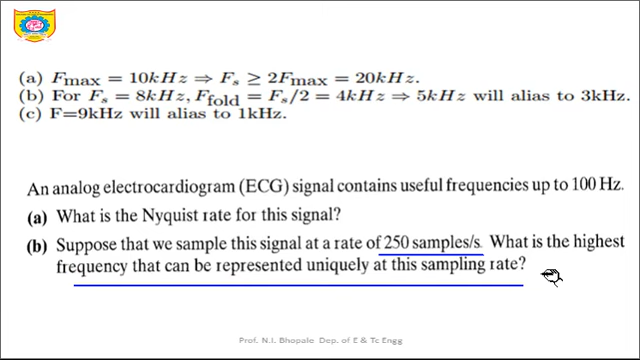 (a) Fmax = 10kHz ⇒ Fs ≥ 2Fmax = 20kHz.
(b) For Fs = 8kHz, Ffold = Fs/2 = 4kHz ⇒ 5kHz will alias to 3kHz.
(c) F=9kHz will alias to 1kHz.
An analog electrocardiogram (ECG) signal contains useful frequencies up to 100 Hz.
(a) What is the Nyquist rate for this signal?
(b) Suppose that we sample this signal at a rate of 250 samples/s. What is the highest
frequency that can be represented uniquely at this sampling rate?
Prof. N.I. Bhopale Dep. of E & Tc Engg